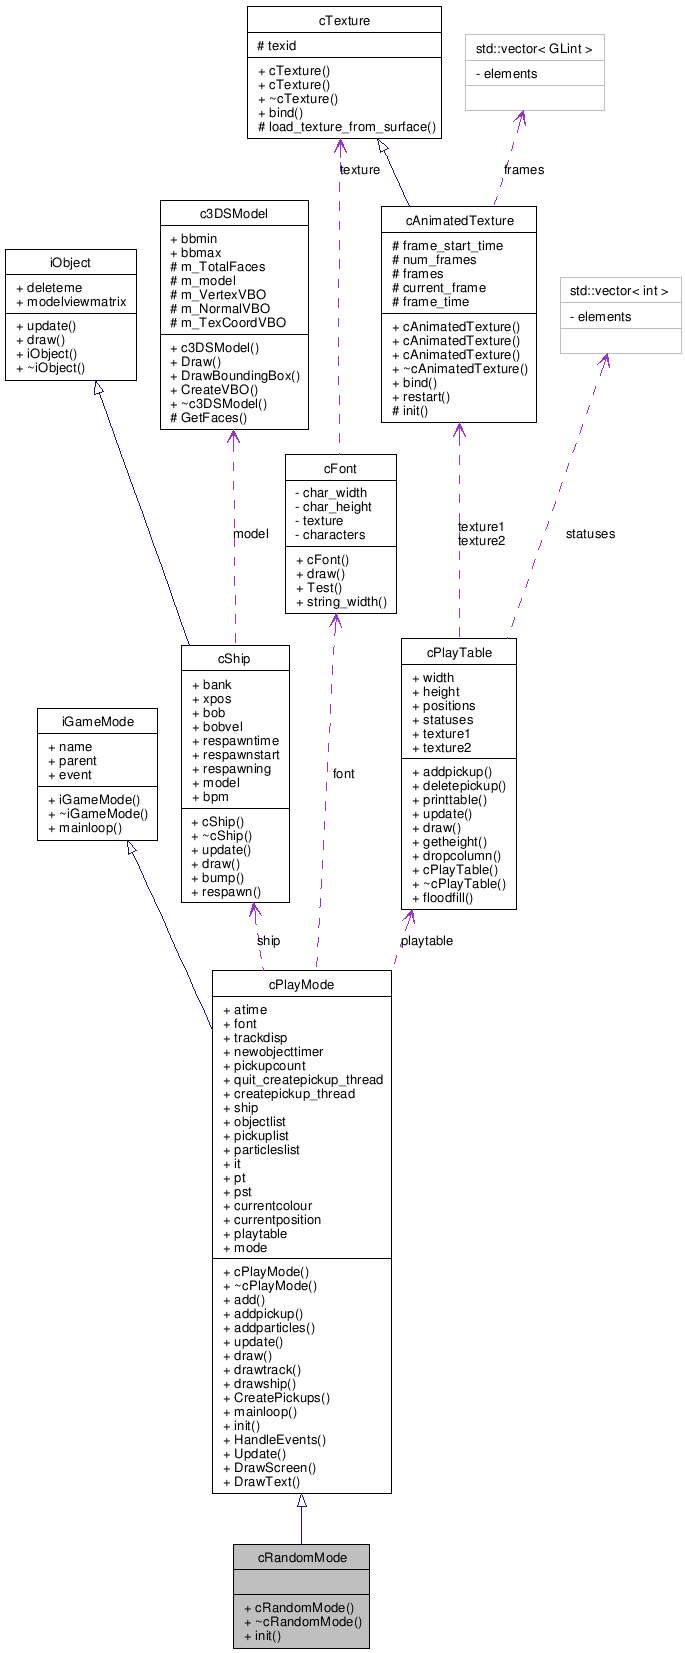 cTexture
# texid
+ cTexture()
+ cTexture()
+ ~cTexture()
+ bind()
# load_texture_from_surface()
std::vector< GLint >
- elements
texture
frames
c3DSModel
+ bbmin
+ bbmax
# m_TotalFaces
# m_model
# m_VertexVBO
# m_NormalVBO
# m_TexCoordVBO
+ c3DSModel()
+ Draw()
+ DrawBoundingBox()
+ CreateVBO()
+ ~c3DSModel()
# GetFaces()
cAnimatedTexture
# frame_start_time
# num_frames
# frames
# current_frame
# frame_time
+ cAnimatedTexture()
+ cAnimatedTexture()
+ cAnimatedTexture()
+ ~cAnimatedTexture()
+ bind()
+ restart()
# init()
iObject
+ deleteme
+ modelviewmatrix
+ update()
+ draw()
+ iObject()
+ ~iObject()
std::vector< int >
- elements
cFont
- char_width
- char_height
- texture
- characters
+ cFont()
+ draw()
+ Test()
+ string_width()
model
texture1
texture2
statuses
cShip
+ bank
+ xpos
+ bob
+ bobvel
+ respawntime
+ respawnstart
+ respawning
+ model
+ bpm
+ cShip()
+ ~cShip()
+ update()
+ draw()
+ bump()
+ respawn()
cPlayTable
+ width
+ height
+ positions
+ statuses
+ texture1
+ texture2
+ addpickup()
+ deletepickup()
+ printtable()
+ update()
+ draw()
+ getheight()
+ dropcolumn()
+ cPlayTable()
+ ~cPlayTable()
+ floodfill()
iGameMode
+ name
+ parent
+ event
+ iGameMode()
+ ~iGameMode()
+ mainloop()
font
ship
playtable
cPlayMode
+ atime
+ font
+ trackdisp
+ newobjecttimer
+ pickupcount
+ quit_createpickup_thread
+ createpickup_thread
+ ship
+ objectlist
+ pickuplist
+ particleslist
+ it
+ pt
+ pst
+ currentcolour
+ currentposition
+ playtable
+ mode
+ cPlayMode()
+ ~cPlayMode()
+ add()
+ addpickup()
+ addparticles()
+ update()
+ draw()
+ drawtrack()
+ drawship()
+ CreatePickups()
+ mainloop()
+ init()
+ HandleEvents()
+ Update()
+ DrawScreen()
+ DrawText()
cRandomMode
+ cRandomMode()
+ ~cRandomMode()
+ init()